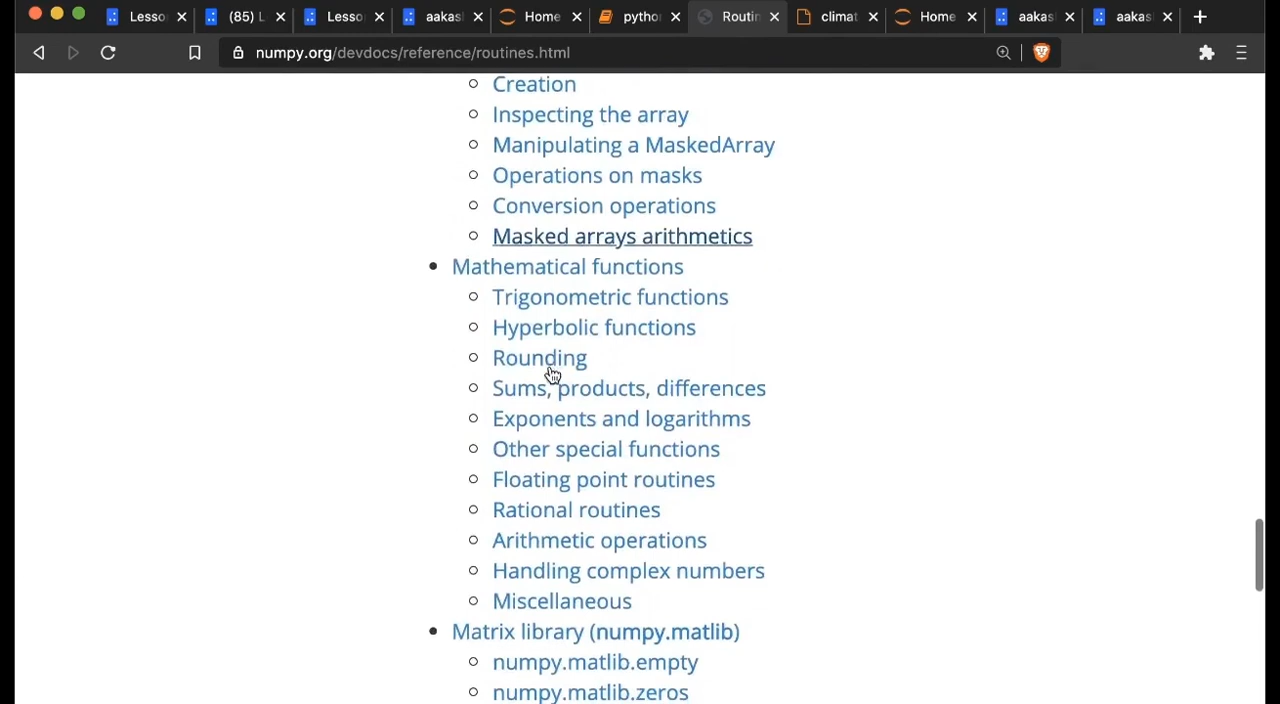 Lesso
(85) L
Lesso
aakas
Home
pytho
Routin
climat
Home
aakas
aakas
numpy.org/devdocs/reference/routines.html
Creation
Inspecting the array
Manipulating a MaskedArray
Operations on masks
Conversion operations
Masked arrays arithmetics
Mathematical functions
Trigonometric functions
Hyperbolic functions
Rounding
Sums, products, differences
Exponents and logarithms
Other special functions
Floating point routines
Rational routines
Arithmetic operations
Handling complex numbers
Miscellaneous
Matrix library (numpy.matlib)
numpy.matlib.empty
numpy.matlib.zeros